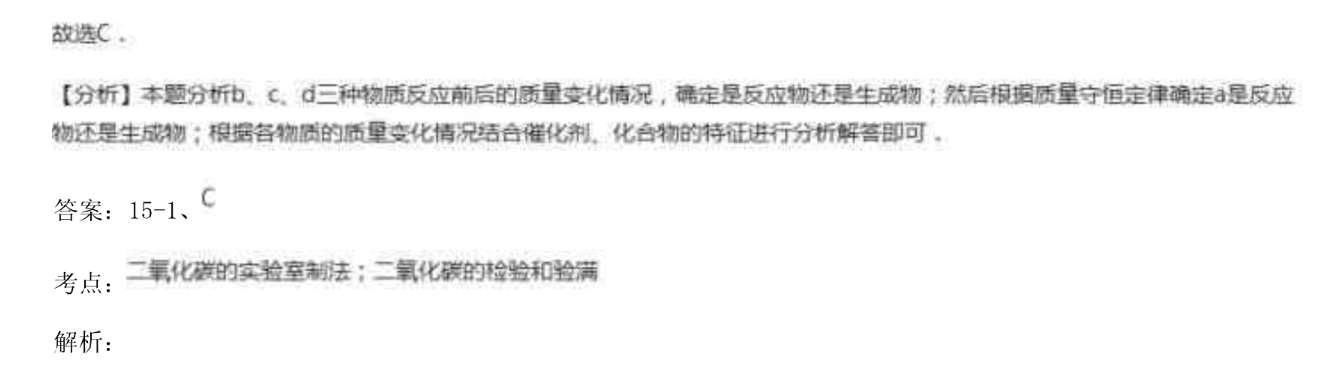 故选C．
【分析】本题分析b、c、d三种物质反应前后的质量变化情况，确定是反应物还是生成物；然后根据质量守恒定律确定a是反应
物还是生成物；根据各物质的质量变化情况结合催化剂、化合物的特征进行分析解答即可．
答案：15-1、C
考点：二氧化碳的实验室制法；二氧化碳的检验和验满
解析：